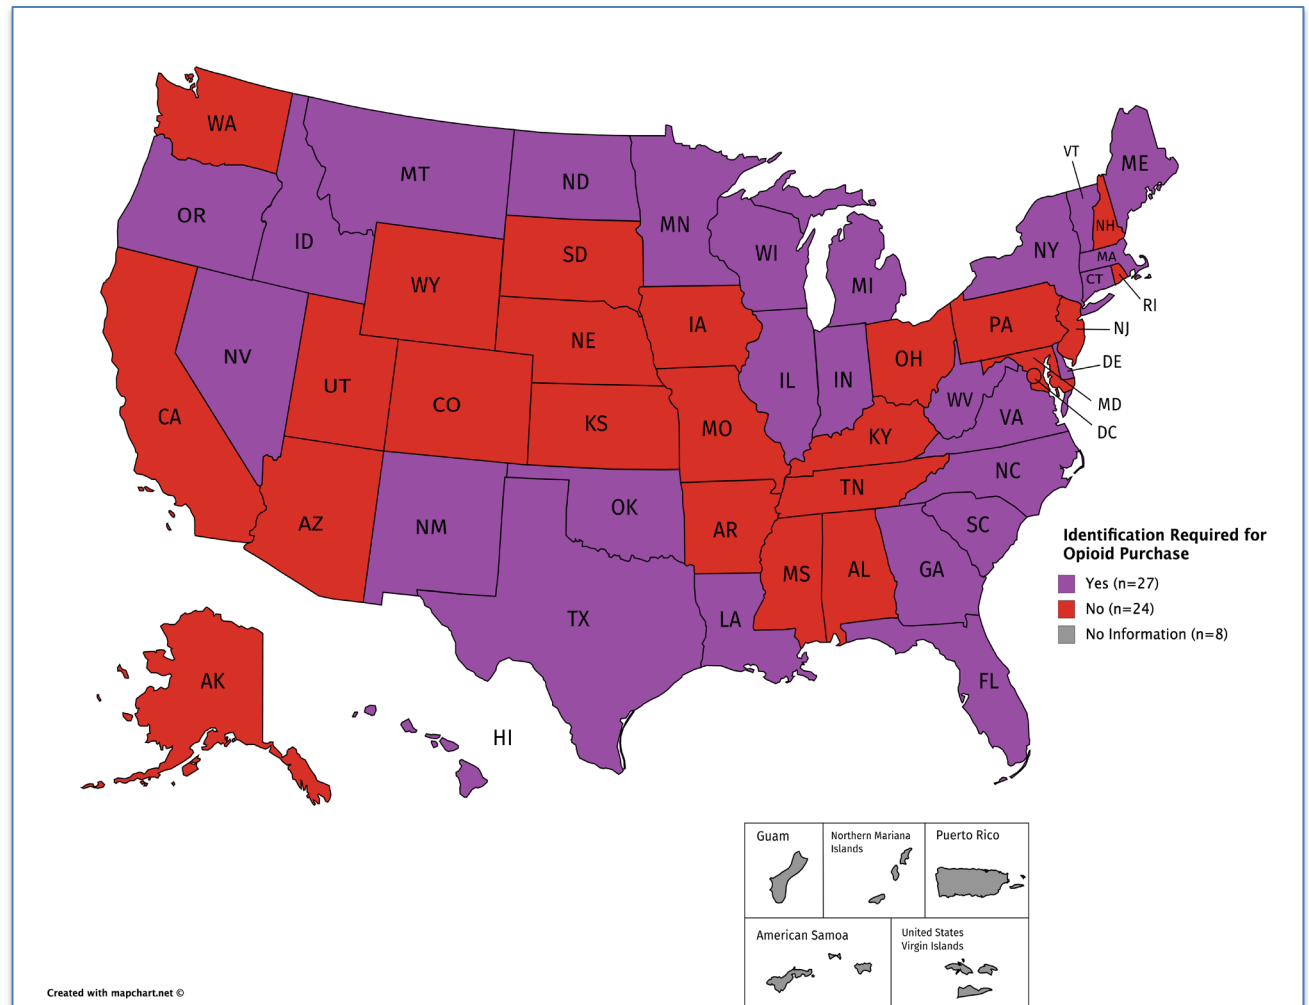 WA
VT
ME
MT
ND
OR
MN
NH
ID
NY
WI
SD
MA
CT
WY
MI
RI
IA
PA
NJ
NE
NV
OH
DE
UT
IL
IN
WV
MD
CO
CA
VA
KS
MO
KY
DC
NC
TN
OK
AZ
NM
SC
AR
Identification Required for
Opioid Purchase
MS
AL
GA
Yes (n=27)
No (n=24)
TX
LA
No Information (n=8)
AK
FL
HI
Guam
Northern Mariana
Islands
Puerto Rico
American Samoa
United States
Virgin Islands
Created with mapchart.net ©